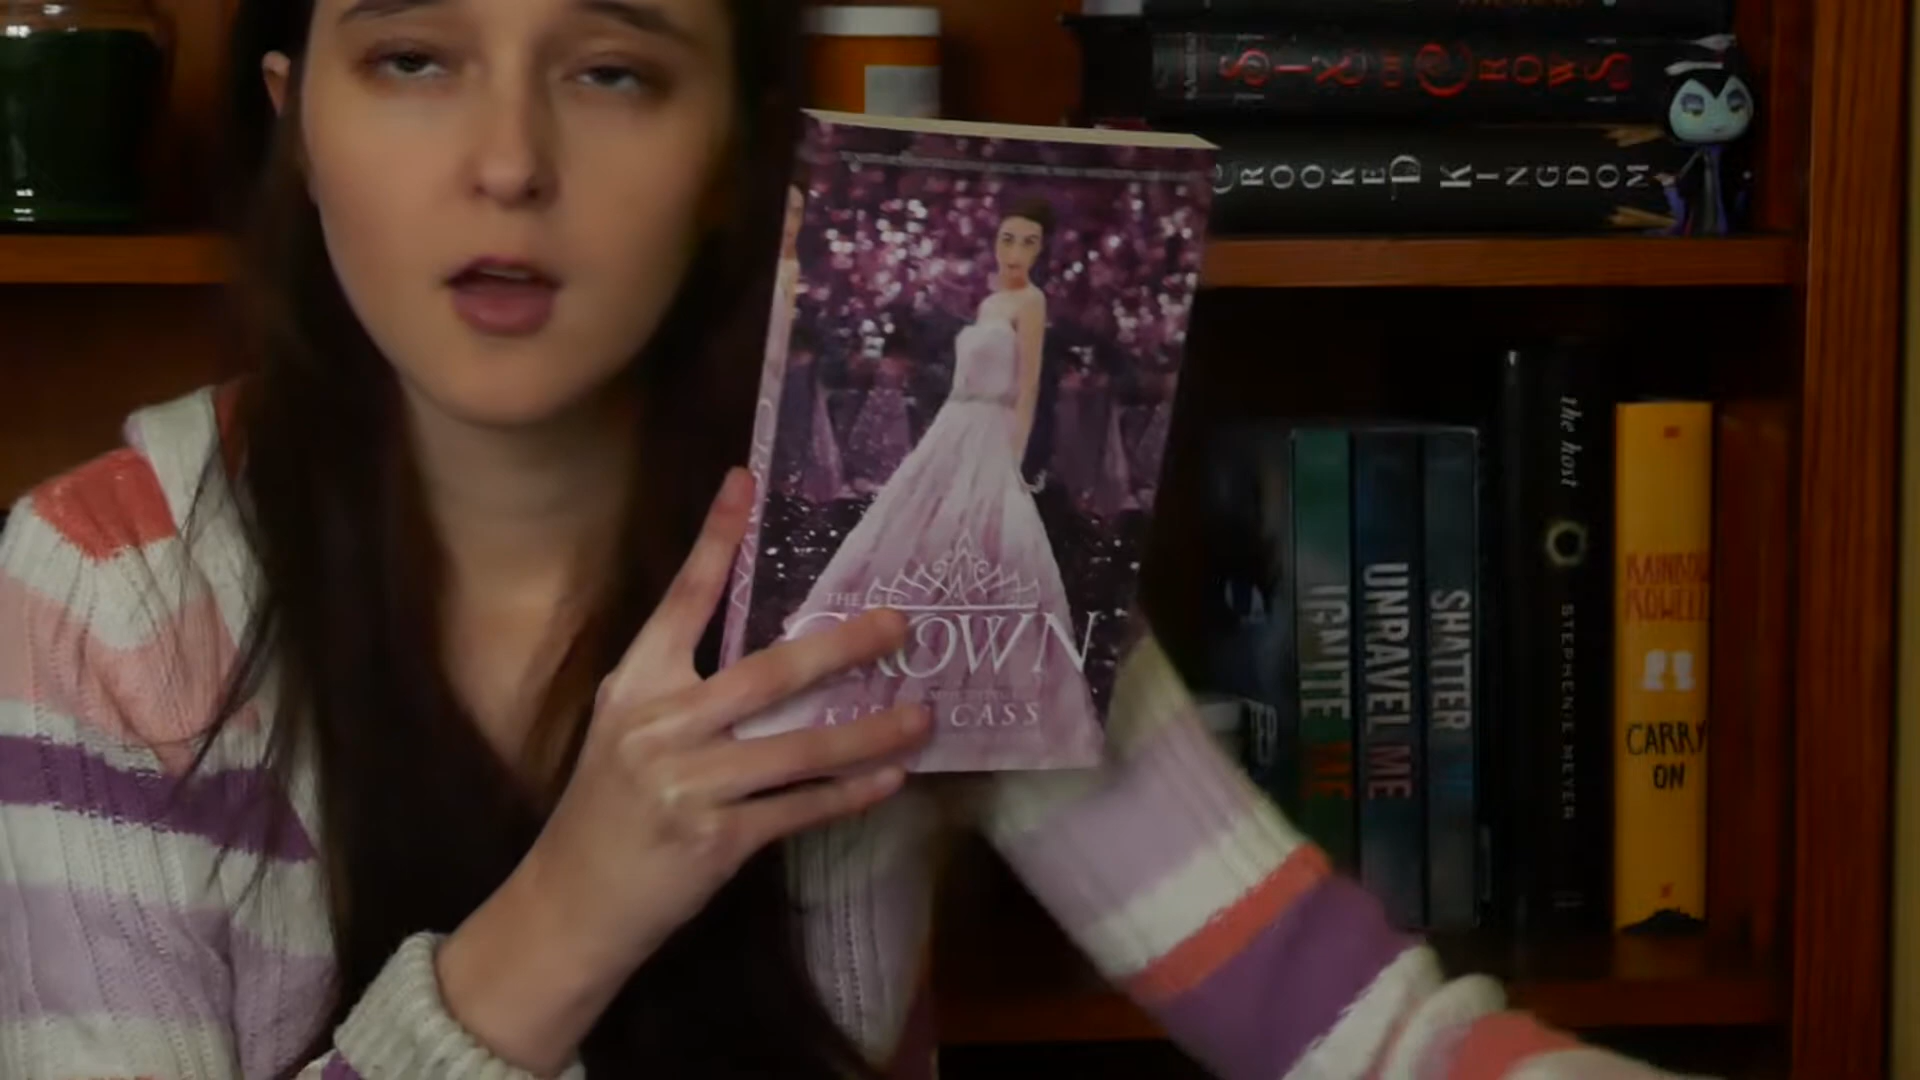 SIX OF CROWS
CROOKED KINGDOM
THE
CROWN
CASS
IGNITE ME
UNRAVEL ME
SHATTER
the host
STEPHENIE MEYER
RAINBOW
ROWELL
CARRY
ON